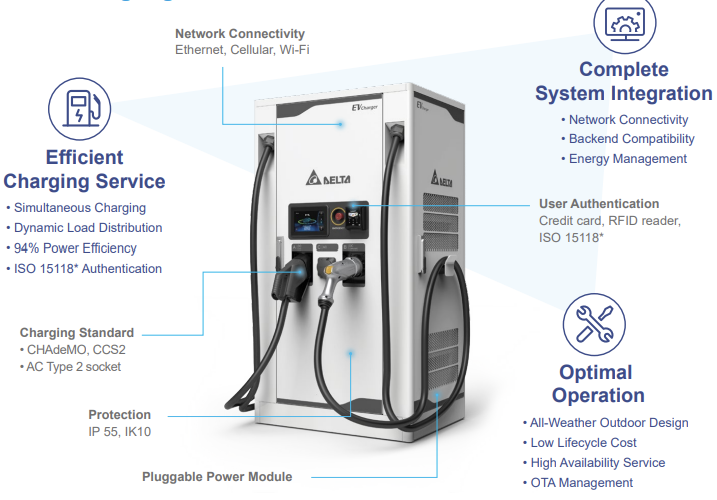 Network Connectivity
Ethernet, Cellular, Wi-Fi
Complete
System Integration
• Network Connectivity
• Backend Compatibility
• Energy Management
EVCharger
DELTA
DELTA
Efficient
Charging Service
• Simultaneous Charging
• Dynamic Load Distribution
• 94% Power Efficiency
• ISO 15118* Authentication
User Authentication
Credit card, RFID reader,
ISO 15118*
Charging Standard
• CHAdeMO, CCS2
• AC Type 2 socket
Optimal
Operation
• All-Weather Outdoor Design
• Low Lifecycle Cost
• High Availability Service
• OTA Management
Protection
IP 55, IK10
Pluggable Power Module